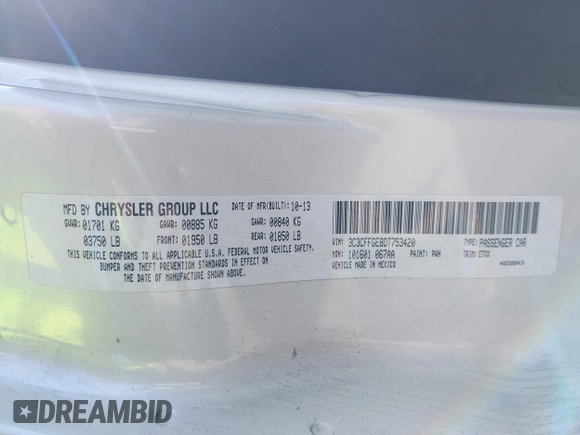 MFD BY CHRYSLER GROUP LLC
DATE OF MFR(BUILT): 10-13
GVWR: 01701 KG GAWR: 00885 KG GAWR: 00840 KG
03750 LB FRONT: 01950 LB REAR: 01850 LB
THIS VEHICLE CONFORMS TO ALL APPLICABLE U.S.A. FEDERAL MOTOR VEHICLE SAFETY,
BUMPER AND THEFT PREVENTION STANDARDS IN EFFECT ON
THE DATE OF MANUFACTURE SHOWN ABOVE.
VIN: 3C3CFFGE8DT753420 TYPE: PASSENGER CAR
MDH: 101601 067AA PAINT: PWH TRIM: E7XX
VEHICLE MADE IN MEXICO
DREAMBID